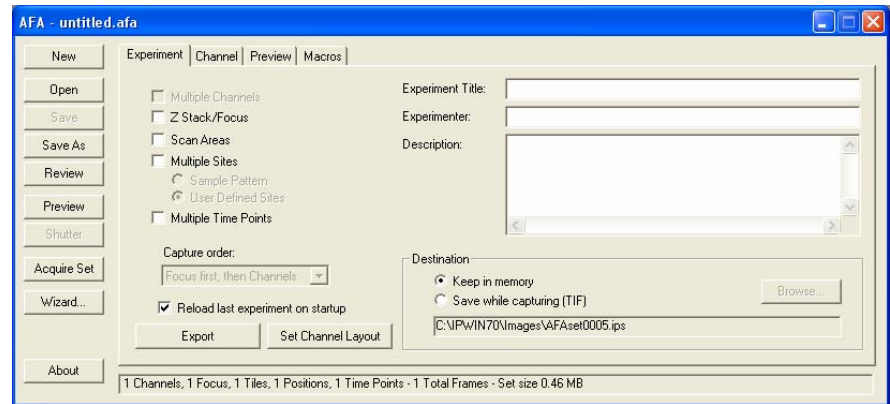 AFA - untitled.afa
New
Open
Save
Save As
Review
Preview
Shutter
Acquire Set
Wizard...
About
Experiment Channel Preview Macros
Multiple Channels
Z Stack/Focus
Scan Areas
Multiple Sites
Sample Pattern
User Defined Sites
Multiple Time Points
Capture order:
Focus first, then Channels
Reload last experiment on startup
Export Set Channel Layout
Experiment Title:
Experimenter:
Description:
Destination
Keep in memory
Save while capturing (TIF)
Browse...
C:\IPWIN70\Images\AFAset0005.ips
1 Channels, 1 Focus, 1 Tiles, 1 Positions, 1 Time Points - 1 Total Frames - Set size 0.46 MB